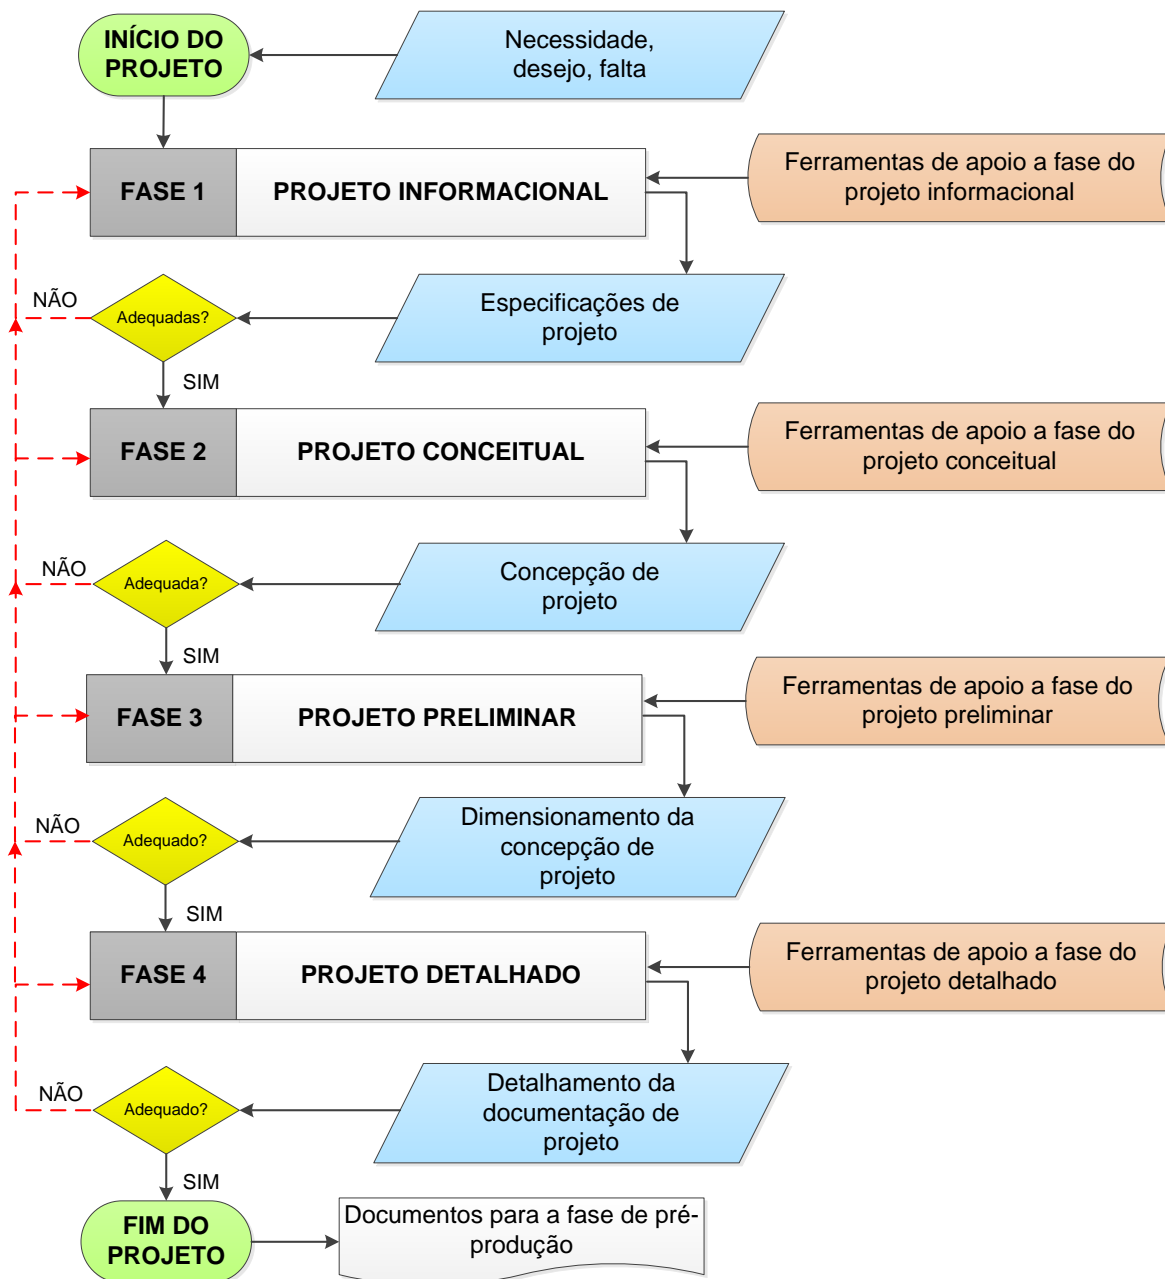 INÍCIO DO
PROJETO
Necessidade,
desejo, falta
FASE 1
PROJETO INFORMACIONAL
Ferramentas de apoio a fase do
projeto informacional
NÃO
Adequadas?
Especificações de
projeto
SIM
FASE 2
PROJETO CONCEITUAL
Ferramentas de apoio a fase do
projeto conceitual
NÃO
Adequada?
Concepção de
projeto
SIM
FASE 3
PROJETO PRELIMINAR
Ferramentas de apoio a fase do
projeto preliminar
NÃO
Adequado?
Dimensionamento da
concepção de
projeto
SIM
FASE 4
PROJETO DETALHADO
Ferramentas de apoio a fase do
projeto detalhado
NÃO
Adequado?
Detalhamento da
documentação de
projeto
SIM
FIM DO
PROJETO
Documentos para a fase de pré-
produção